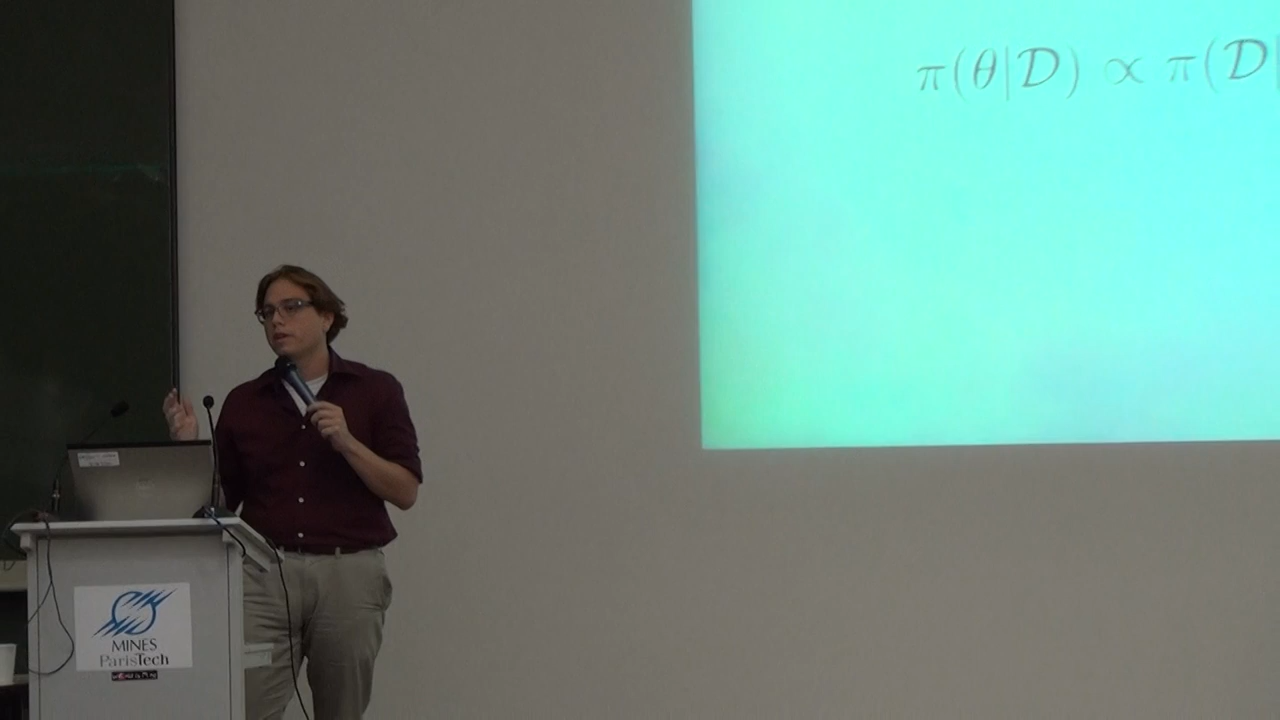 π(θ|𝒟) ∝ π(𝒟|
MINES
ParisTech